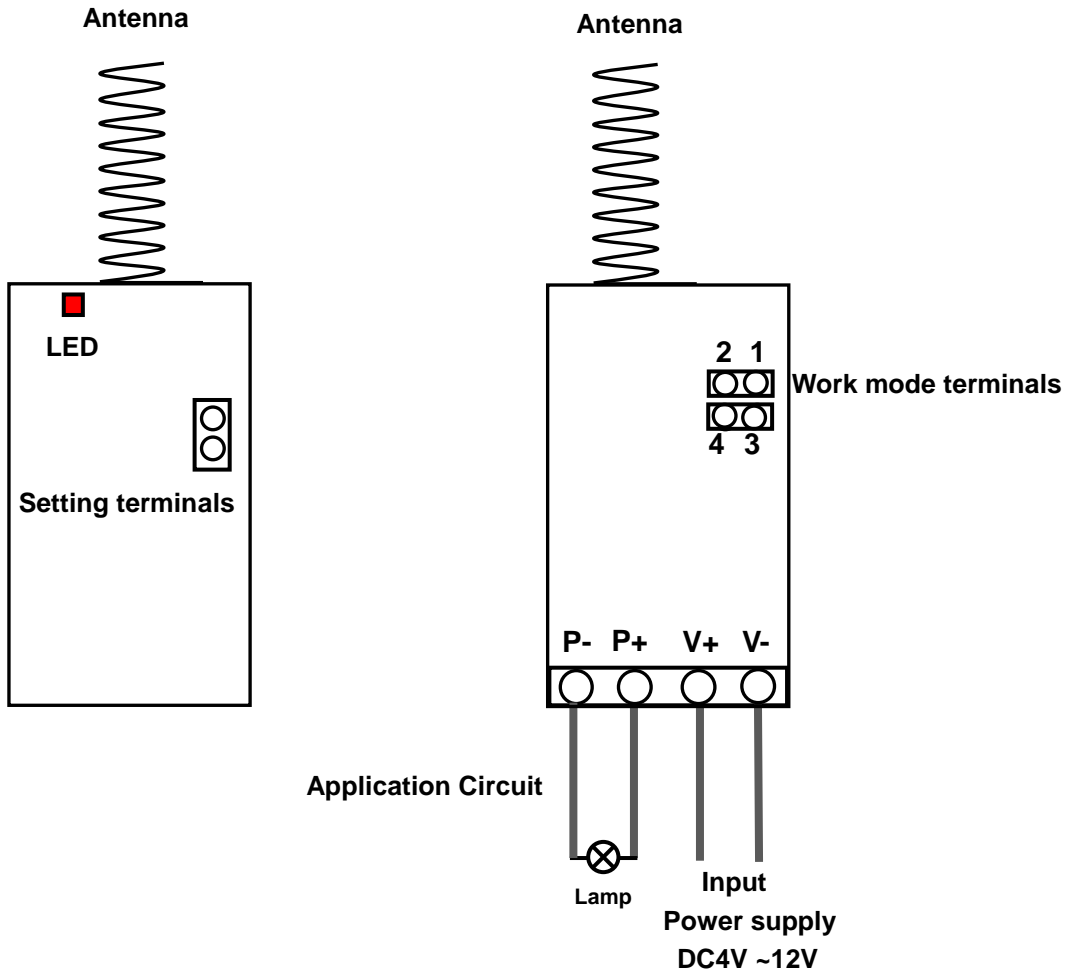 Antenna
LED
Setting terminals
Antenna
2 1
Work mode terminals
4 3
P- P+ V+ V-
Application Circuit
Lamp
Input
Power supply
DC4V ~12V